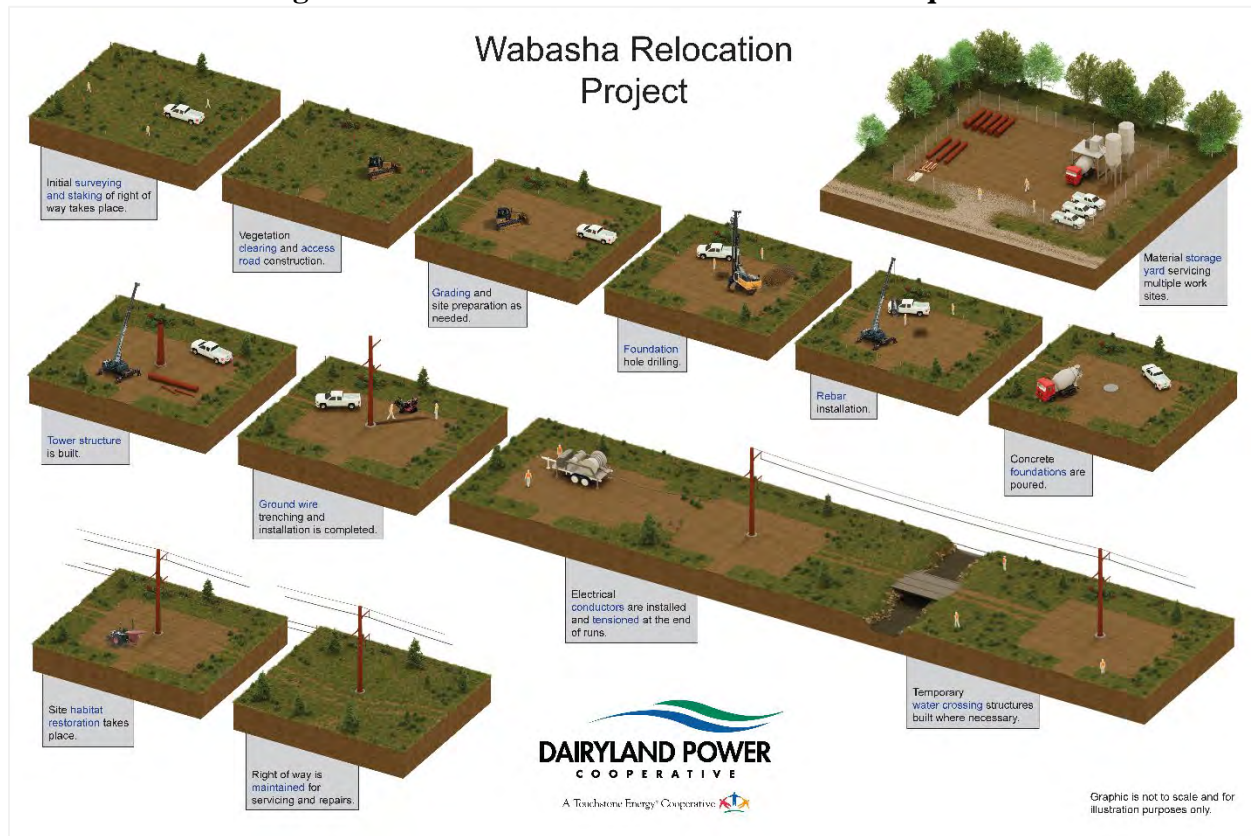 Wabasha Relocation
Project
Initial surveying
and staking of right of
way takes place.
Vegetation
clearing and access
road construction.
Grading and
site preparation as
needed.
Foundation
hole drilling.
Rebar
installation.
Concrete
foundations are
poured.
Material storage
yard servicing
multiple work
sites.
Tower structure
is built.
Ground wire
trenching and
installation is completed.
Electrical
conductors are installed
and tensioned at the end
of runs.
Temporary
water crossing structures
built where necessary.
Site habitat
restoration takes
place.
Right of way is
maintained for
servicing and repairs.
DAIRYLAND POWER
COOPERATIVE
A Touchstone Energy® Cooperative
Graphic is not to scale and for
illustration purposes only.